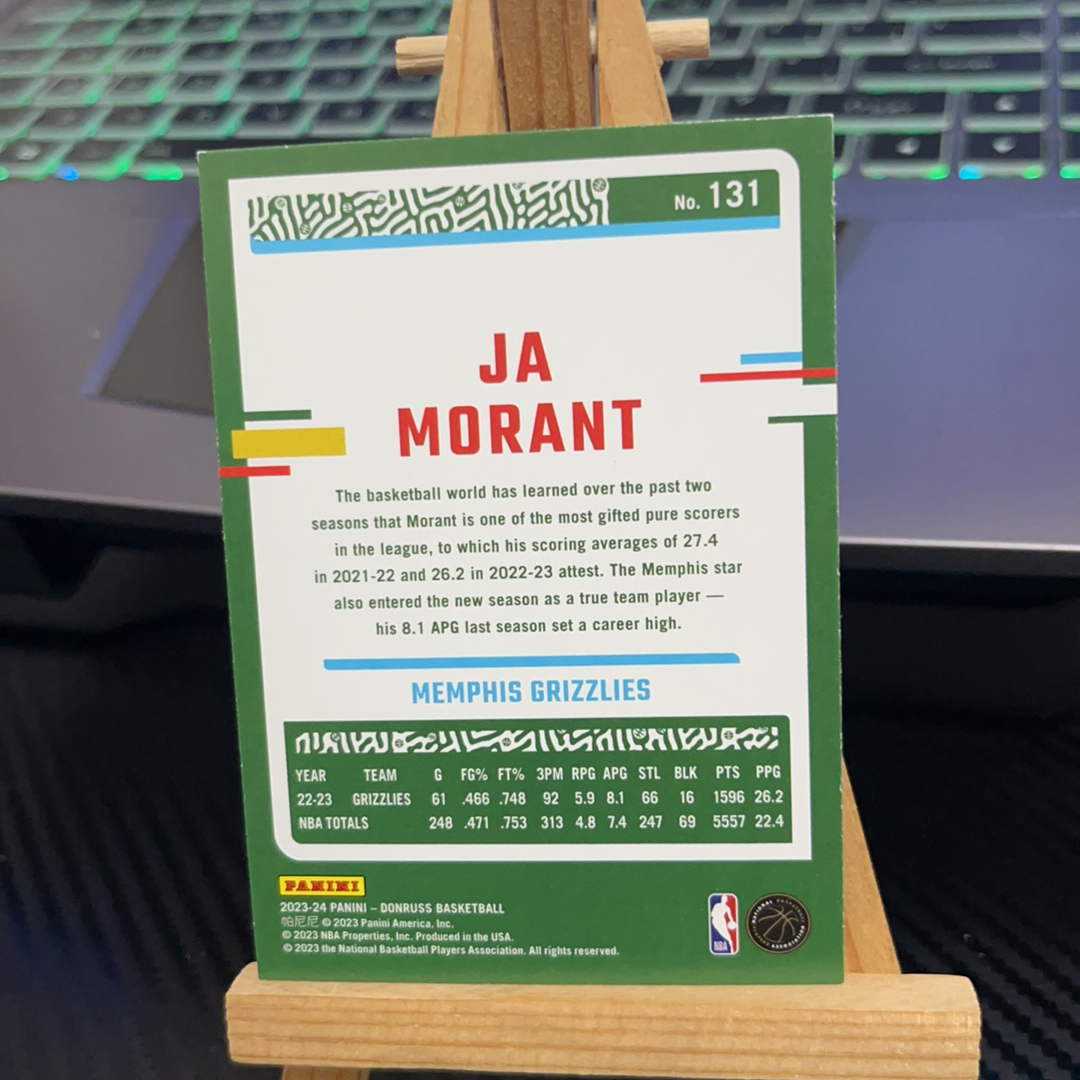 No. 131
JA
MORANT
The basketball world has learned over the past two
seasons that Morant is one of the most gifted pure scorers
in the league, to which his scoring averages of 27.4
in 2021-22 and 26.2 in 2022-23 attest. The Memphis star
also entered the new season as a true team player —
his 8.1 APG last season set a career high.
MEMPHIS GRIZZLIES
YEAR TEAM G FG% FT% 3PM RPG APG STL BLK PTS PPG
22-23 GRIZZLIES 61 .466 .748 92 5.9 8.1 66 16 1596 26.2
NBA TOTALS 248 .471 .753 313 4.8 7.4 247 69 5557 22.4
PANINI
2023-24 PANINI – DONRUSS BASKETBALL
帕尼尼 © 2023 Panini America, Inc.
© 2023 NBA Properties, Inc. Produced in the USA.
© 2023 the National Basketball Players Association. All rights reserved.
NBA
NATIONAL BASKETBALL PLAYERS ASSOCIATION